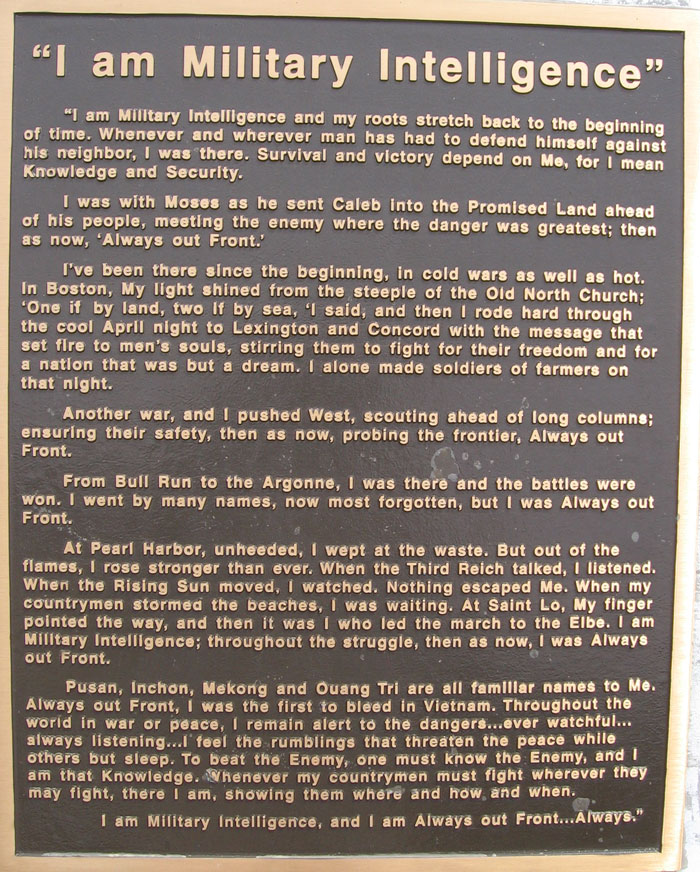 “I am Military Intelligence”
“I am Military Intelligence and my roots stretch back to the beginning
of time. Whenever and wherever man has had to defend himself against
his neighbor, I was there. Survival and victory depend on Me, for I mean
Knowledge and Security.
I was with Moses as he sent Caleb into the Promised Land ahead
of his people, meeting the enemy where the danger was greatest; then
as now, ‘Always out Front.’
I’ve been there since the beginning, in cold wars as well as hot.
In Boston, My light shined from the steeple of the Old North Church;
‘One if by land, two if by sea, ‘I said, and then I rode hard through
the cool April night to Lexington and Concord with the message that
set fire to men’s souls, stirring them to fight for their freedom and for
a nation that was but a dream. I alone made soldiers of farmers on
that night.
Another war, and I pushed West, scouting ahead of long columns;
ensuring their safety, then as now, probing the frontier, Always out
Front.
From Bull Run to the Argonne, I was there and the battles were
won. I went by many names, now most forgotten, but I was Always out
Front.
At Pearl Harbor, unheeded, I wept at the waste. But out of the
flames, I rose stronger than ever. When the Third Reich talked, I listened.
When the Rising Sun moved, I watched. Nothing escaped Me. When my
countrymen stormed the beaches, I was waiting. At Saint Lo, My finger
pointed the way, and then it was I who led the march to the Elbe. I am
Military Intelligence; throughout the struggle, then as now, I was Always
out Front.
Pusan, Inchon, Mekong and Quang Tri are all familiar names to Me.
Always out Front, I was the first to bleed in Vietnam. Throughout the
world in war or peace, I remain alert to the dangers...ever watchful...
always listening...I feel the rumblings that threaten the peace while
others but sleep. To beat the Enemy, one must know the Enemy, and I
am that Knowledge. Whenever my countrymen must fight wherever they
may fight, there I am, showing them where and how and when.
I am Military Intelligence, and I am Always out Front...Always.”